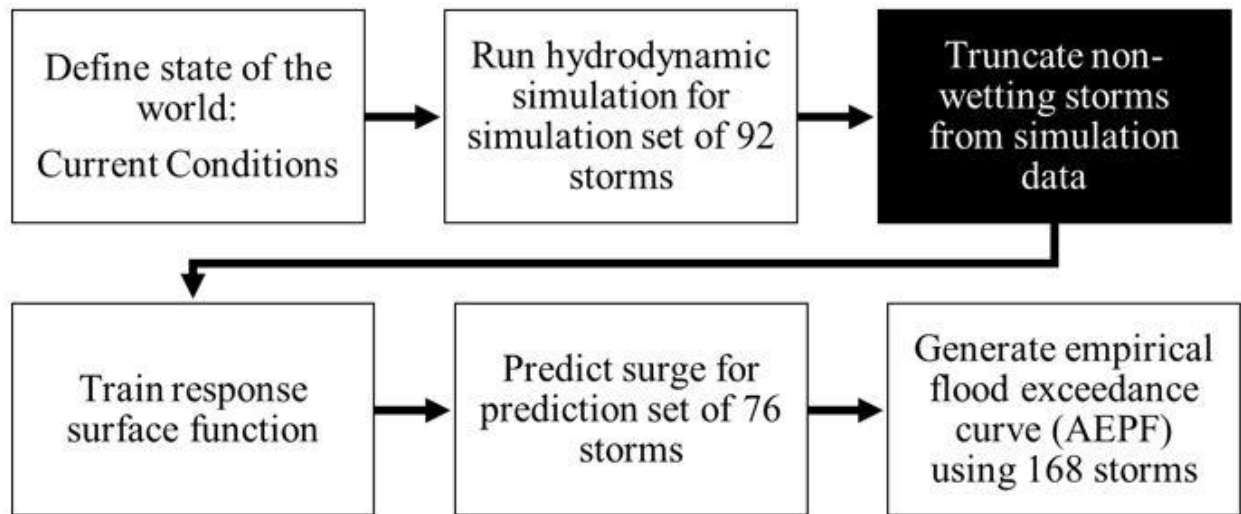 Define state of the
world:
Current Conditions
Run hydrodynamic
simulation for
simulation set of 92
storms
Truncate non-
wetting storms
from simulation
data
Train response
surface function
Predict surge for
prediction set of 76
storms
Generate empirical
flood exceedance
curve (AEPF)
using 168 storms